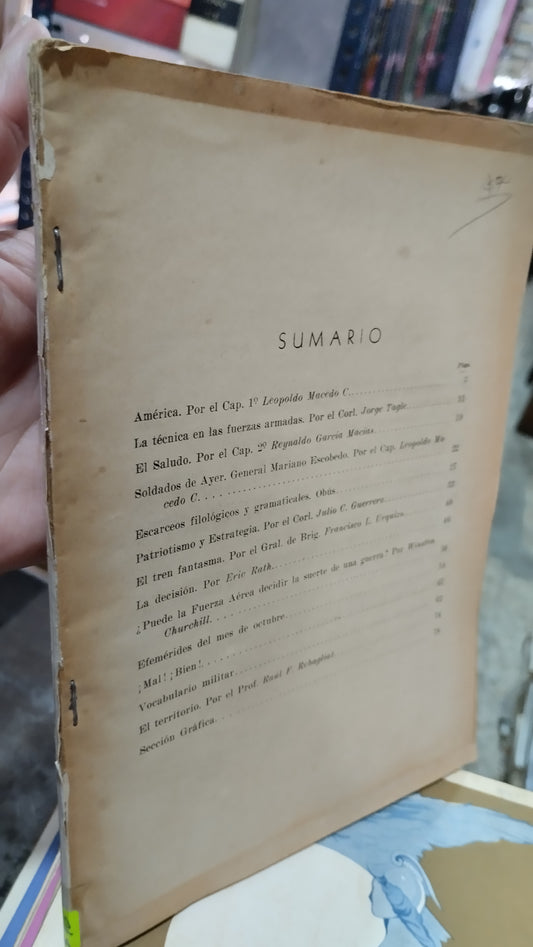 SUMARIO
Págs.
América. Por el Cap. 1º Leopoldo Macedo C. 7
La técnica en las fuerzas armadas. Por el Corl. Jorge Tagle
El Saludo. Por el Cap. 2º Reynaldo García Macías 19
Soldados de Ayer. General Mariano Escobedo. Por el Cap. Leopoldo Ma
cedo C. 22
Escarceos filológicos y gramaticales. Obús.
Patriotismo y Estrategia. Por el Corl. Julio C. Guerrero
El tren fantasma. Por el Gral. de Brig. Francisco L. Urquizo
La decisión. Por Eric Rath
¿Puede la Fuerza Aérea decidir la suerte de una guerra? Por Winston
Churchill
Efemérides del mes de octubre
¡Mal! ¡Bien!
Vocabulario militar
El territorio. Por el Prof. Raúl F.
Sección Gráfica